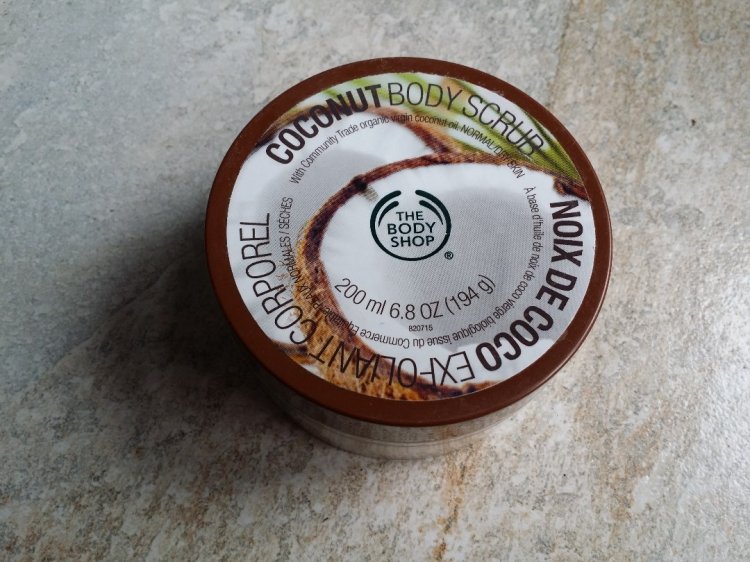 COCONUT BODY SCRUB
With Community Trade organic virgin coconut oil. NORMAL/DRY SKIN
THE
BODY
SHOP
®
200 ml 6.8 OZ (194 g)
820715
NOIX DE COCO EXFOLIANT CORPOREL
À base d'huile de noix de coco vierge biologique issue du Commerce NORMALES / SÈCHES